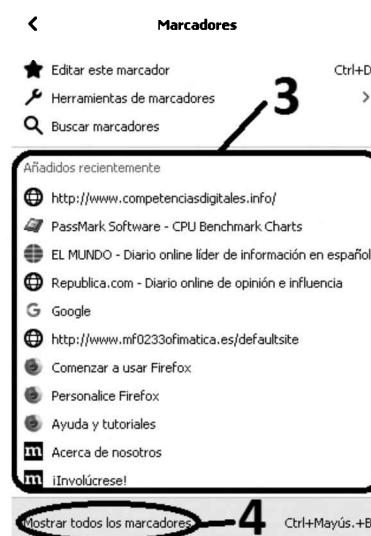 Marcadores
Editar este marcador Ctrl+D
Herramientas de marcadores
3
Buscar marcadores
Añadidos recientemente
http://www.competenciasdigitales.info/
PassMark Software - CPU Benchmark Charts
EL MUNDO - Diario online líder de información en español
Republica.com - Diario online de opinión e influencia
G Google
http://www.mf0233ofimatica.es/defaultsite
Comenzar a usar Firefox
Personalice Firefox
Ayuda y tutoriales
m Acerca de nosotros
m ¡Involúcrese!
Mostrar todos los marcadores 4 Ctrl+Mayús.+B